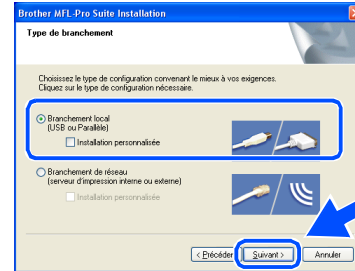 Brother MFL-Pro Suite Installation
Type de branchement
Choisissez le type de configuration convenant le mieux à vos exigences.
Cliquez sur le type de configuration nécessaire.
Branchement local
(USB ou Parallèle)
Installation personnalisée
Branchement de réseau
(serveur d'impression interne ou externe)
Installation personnalisée
< Précéder
Suivant >
Annuler